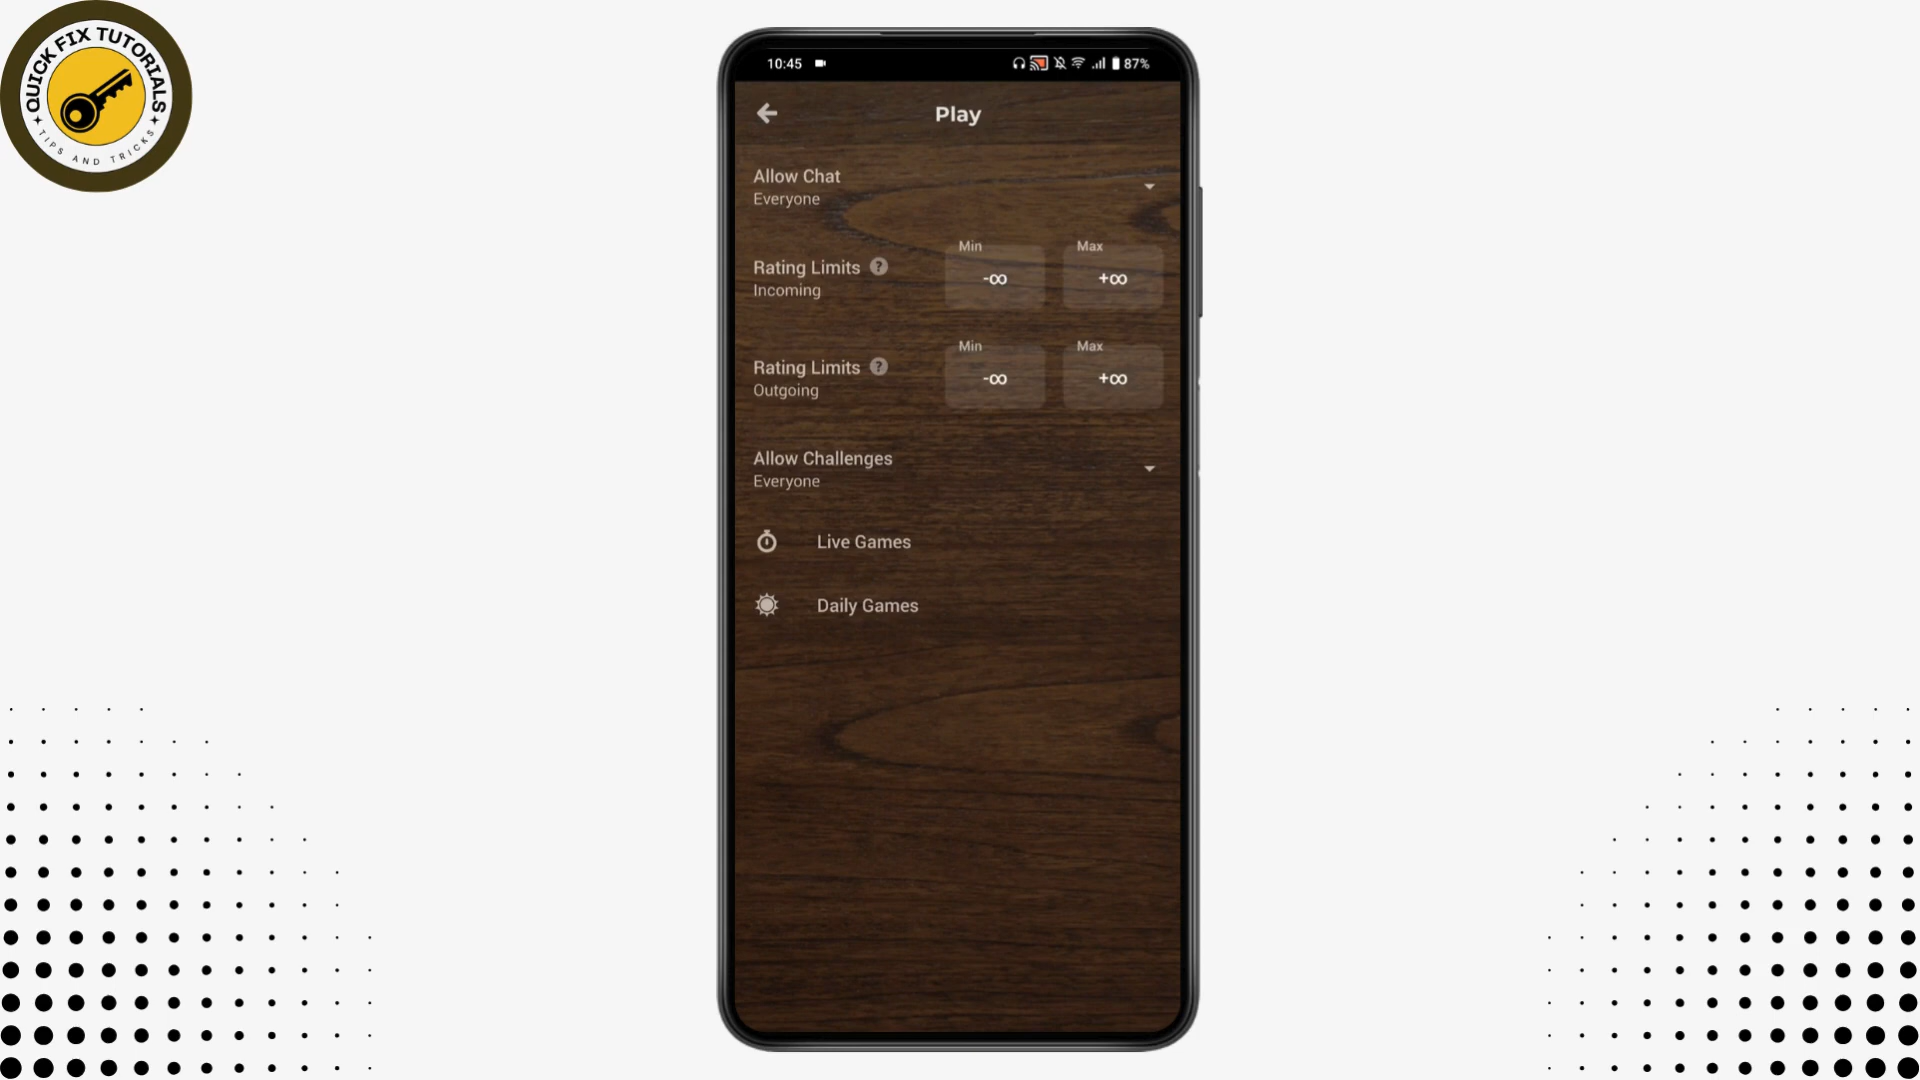 QUICK FIX TUTORIALS
TIPS AND TRICKS
10:45
87%
Play
Allow Chat
Everyone
Min
Max
Rating Limits ?
-∞
+∞
Incoming
Min
Max
Rating Limits ?
-∞
+∞
Outgoing
Allow Challenges
Everyone
Live Games
Daily Games